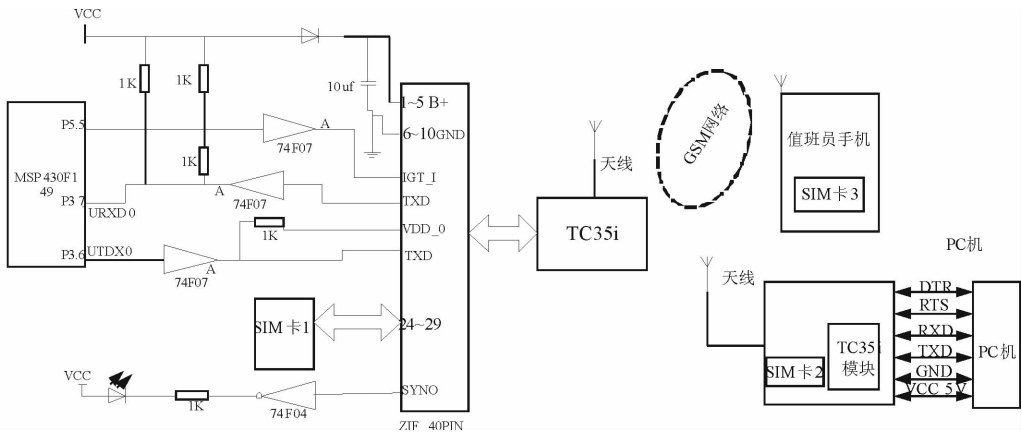 VCC
1K
1K
10uf
1~5 B+
P5.5
A
6~10GND
74F07
MSP430F1
49
1K
IGT_I
P3 7
URXD0
A
74F07
TXD
VDD_0
1K
P3.6
UTDX0
A
74F07
TXD
SIM 卡1
24~29
VCC
1K
74F04
SYNO
ZIF 40PIN
天线
TC35i
GSM网络
值班员手机
SIM卡3
PC机
天线
TC35i
模块
SIM卡2
DTR
RTS
RXD
TXD
GND
VCC 5V
PC机